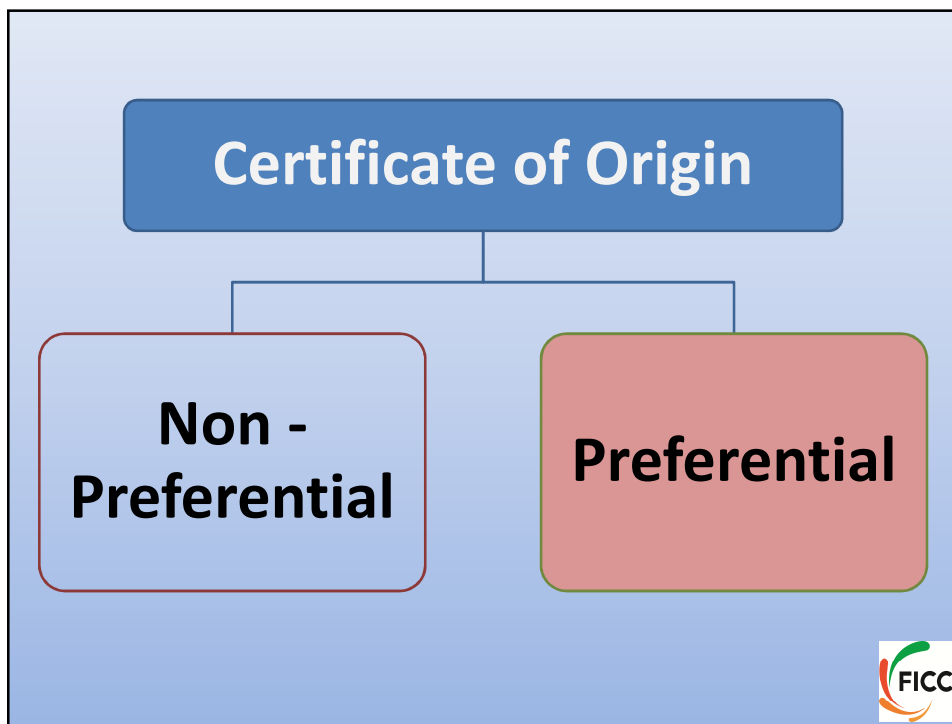 Certificate of Origin
Non -
Preferential
Preferential
FICC